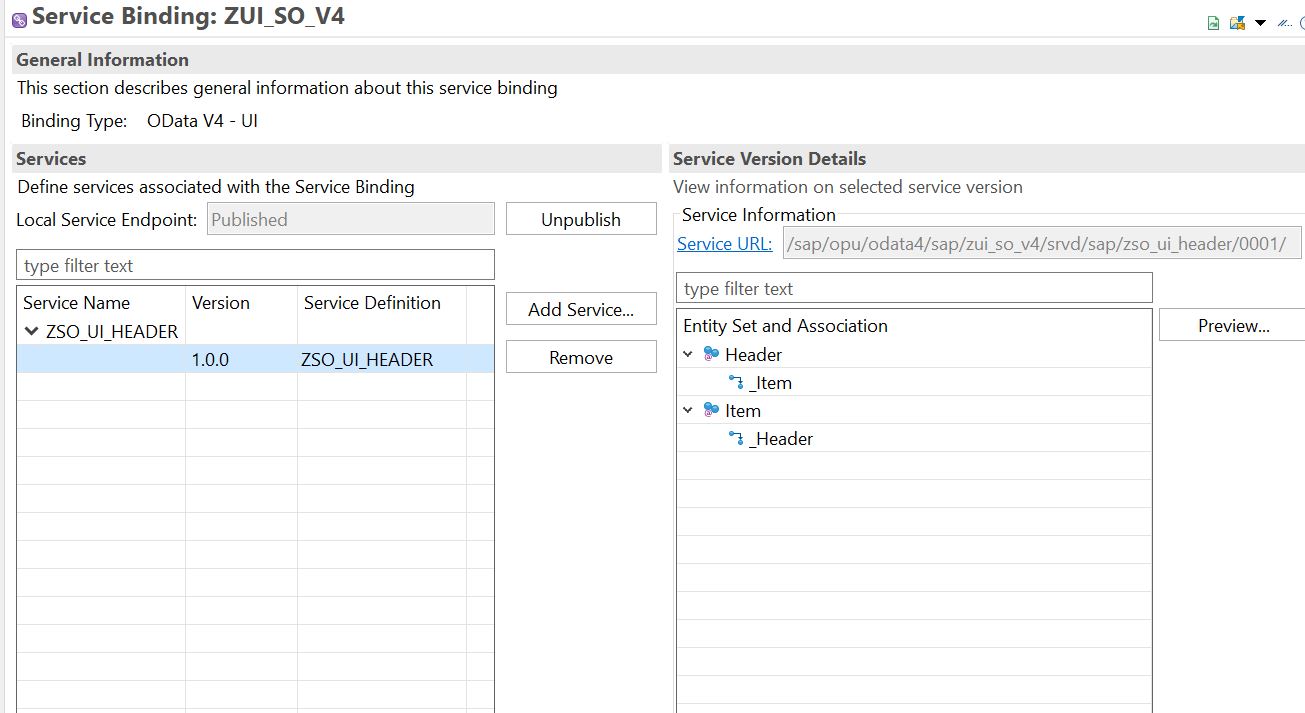 Service Binding: ZUI_SO_V4
General Information
This section describes general information about this service binding
Binding Type: OData V4 - UI
Services
Define services associated with the Service Binding
Local Service Endpoint: Published Unpublish
type filter text
Service Name Version Service Definition
ZSO_UI_HEADER
1.0.0 ZSO_UI_HEADER
Add Service...
Remove
Service Version Details
View information on selected service version
Service Information
Service URL: /sap/opu/odata4/sap/zui_so_v4/srvd/sap/zso_ui_header/0001/
type filter text
Entity Set and Association
Header
_Item
Item
_Header
Preview...